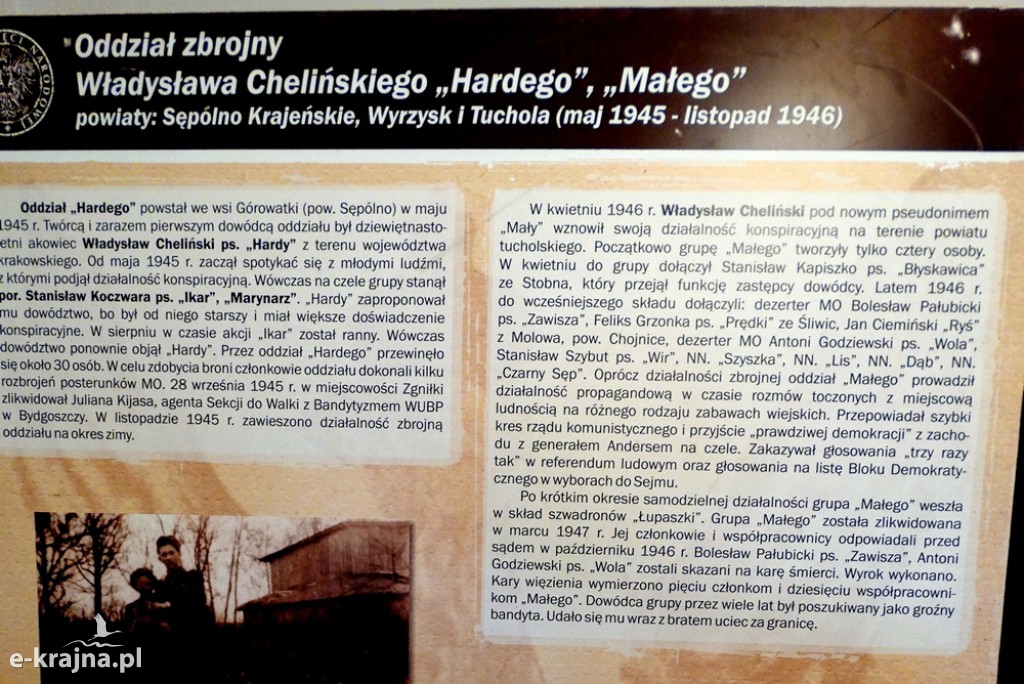 Oddział zbrojny
Władysława Chelińskiego „Hardego”, „Małego”
powiaty: Sępólno Krajeńskie, Wyrzysk i Tuchola (maj 1945 - listopad 1946)
Oddział „Hardego” powstał we wsi Górowatki (pow. Sępólno) w maju
1945 r. Twórcą i zarazem pierwszym dowódcą oddziału był dziewiętnasto-
etni akowiec Władysław Cheliński ps. „Hardy” z terenu województwa
krakowskiego. Od maja 1945 r. zaczął spotykać się z młodymi ludźmi,
z którymi podjął działalność konspiracyjną. Wówczas na czele grupy stanął
por. Stanisław Koczwara ps. „Ikar”, „Marynarz”. „Hardy” zaproponował
mu dowództwo, bo był od niego starszy i miał większe doświadczenie
konspiracyjne. W sierpniu w czasie akcji „Ikar” został ranny. Wówczas
dowództwo ponownie objął „Hardy”. Przez oddział „Hardego” przewinęło
się około 30 osób. W celu zdobycia broni członkowie oddziału dokonali kilku
rozbrojeń posterunków MO. 28 września 1945 r. w miejscowości Zgniłki
zlikwidował Juliana Kijasa, agenta Sekcji do Walki z Bandytyzmem WUBP
w Bydgoszczy. W listopadzie 1945 r. zawieszono działalność zbrojną
oddziału na okres zimy.
W kwietniu 1946 r. Władysław Cheliński pod nowym pseudonimem
„Mały” wznowił swoją działalność konspiracyjną na terenie powiatu
tucholskiego. Początkowo grupę „Małego” tworzyły tylko cztery osoby.
W kwietniu do grupy dołączył Stanisław Kapiszko ps. „Błyskawica”
ze Stobna, który przejął funkcję zastępcy dowódcy. Latem 1946 r.
do wcześniejszego składu dołączyli: dezerter MO Bolesław Pałubicki
ps. „Zawisza”, Feliks Grzonka ps. „Prędki” ze Śliwic, Jan Ciemiński „Ryś”
z Mołowa, pow. Chojnice, dezerter MO Antoni Godziewski ps. „Wola”,
Stanisław Szybut ps. „Wir”, NN. „Szyszka”, NN. „Lis”, NN. „Dąb”, NN.
„Czarny Sęp”. Oprócz działalności zbrojnej oddział „Małego” prowadził
działalność propagandową w czasie rozmów toczonych z miejscową
ludnością na różnego rodzaju zabawach wiejskich. Przepowiadał szybki
kres rządu komunistycznego i przyjście „prawdziwej demokracji” z zacho-
du z generałem Andersem na czele. Zakazywał głosowania „trzy razy
tak” w referendum ludowym oraz głosowania na listę Bloku Demokraty-
cznego w wyborach do Sejmu.
Po krótkim okresie samodzielnej działalności grupa „Małego” weszła
w skład szwadronów „Łupaszki”. Grupa „Małego” została zlikwidowana
w marcu 1947 r. Jej członkowie i współpracownicy odpowiadali przed
sądem w październiku 1946 r. Bolesław Pałubicki ps. „Zawisza”, Antoni
Godziewski ps. „Wola” zostali skazani na karę śmierci. Wyrok wykonano.
Kary więzienia wymierzono pięciu członkom i dziesięciu współpracowni-
kom „Małego”. Dowódca grupy przez wiele lat był poszukiwany jako groźny
bandyta. Udało się mu wraz z bratem uciec za granicę.
e-krajna.pl